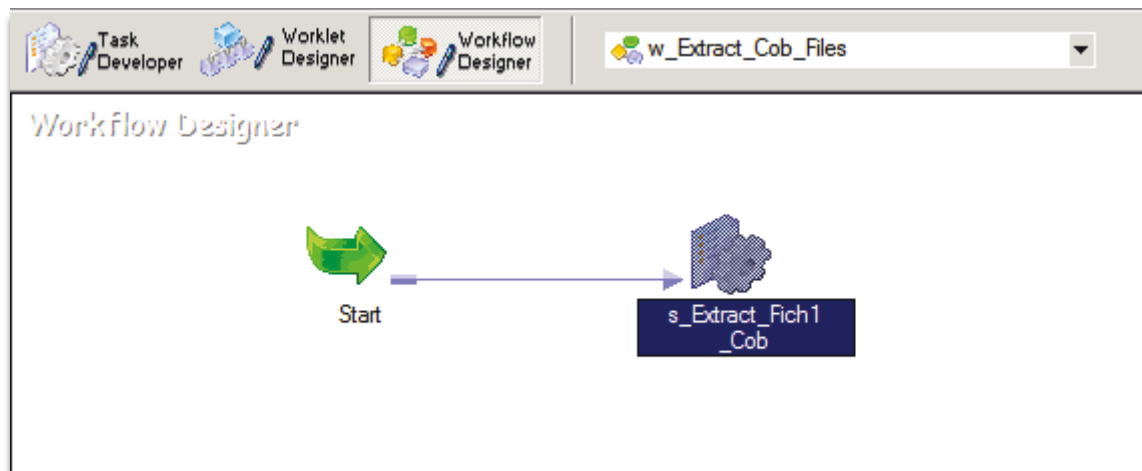 Task
Developer
Worklet
Designer
Workflow
Designer
w_Extract_Cob_Files
Workflow Designer
Start
s_Extract_Fich1
_Cob